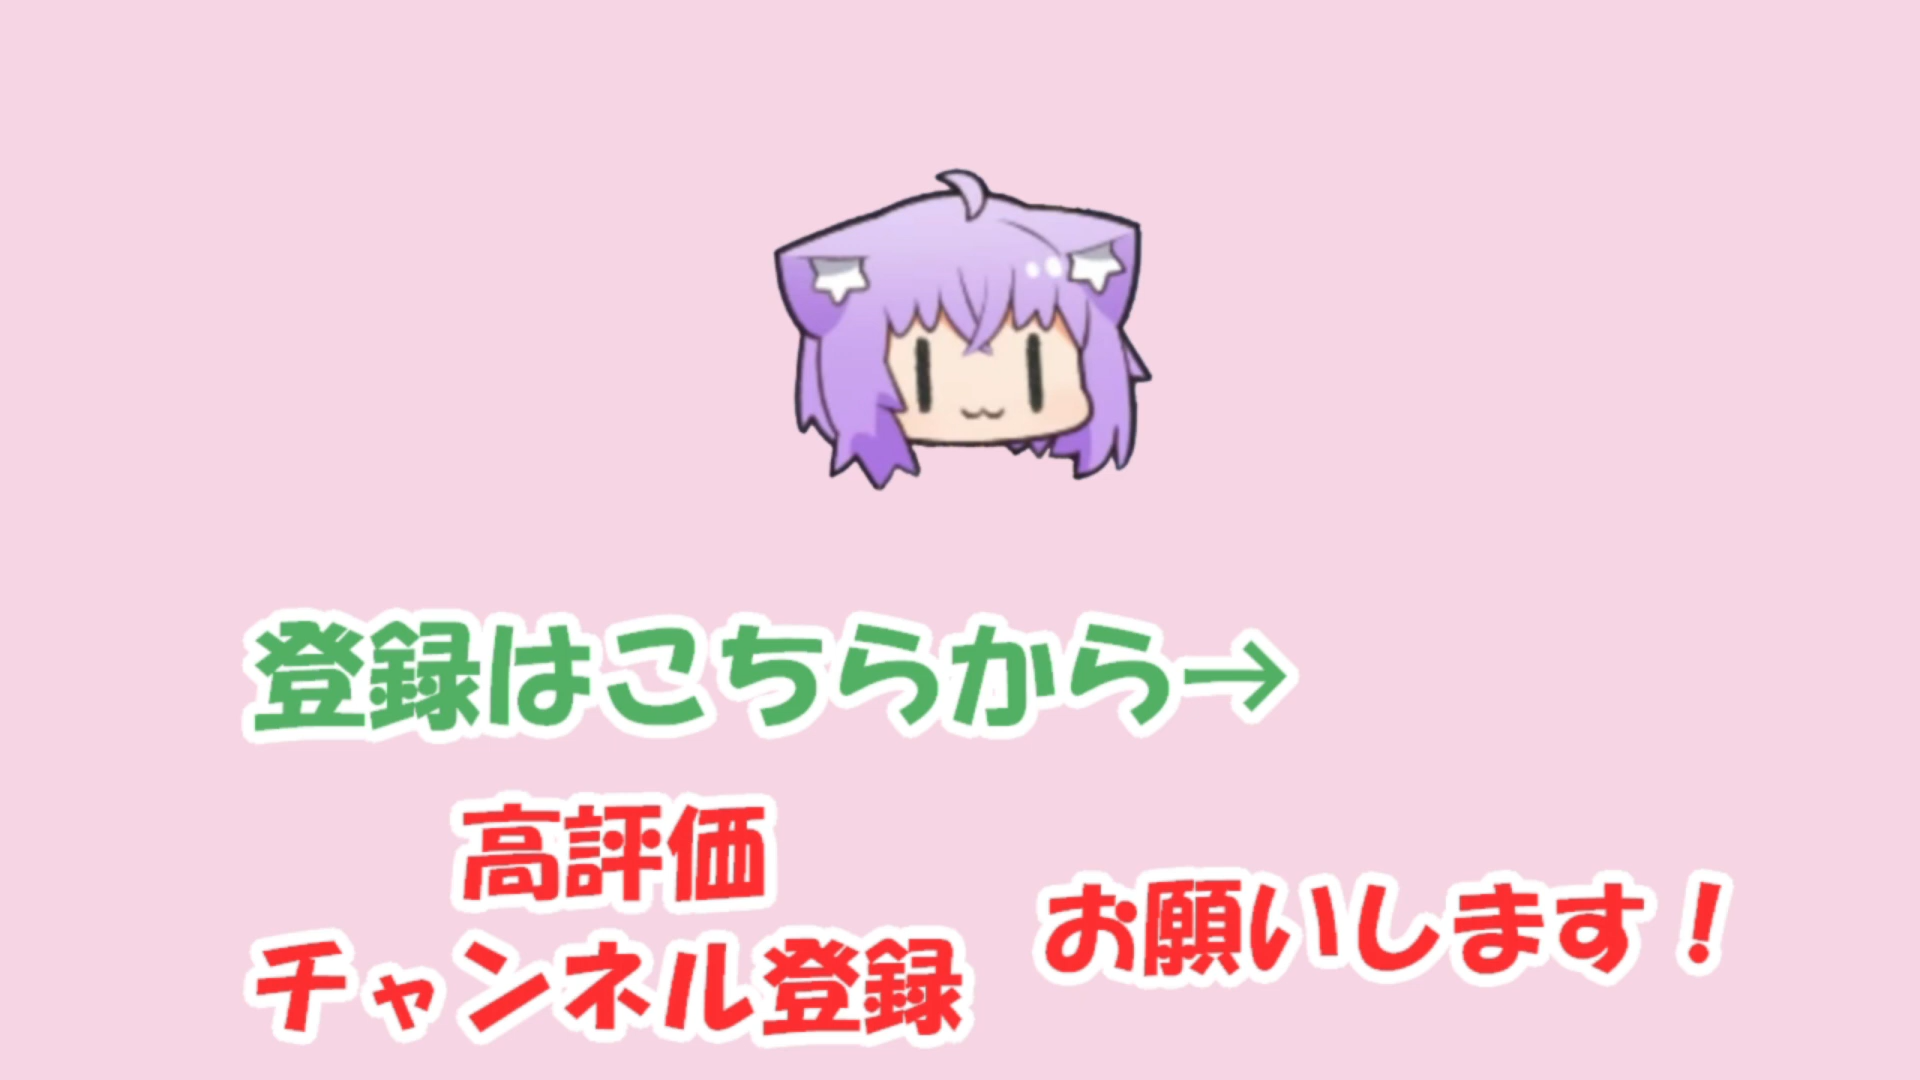 登録はこちらから→
高評価
チャンネル登録
お願いします！